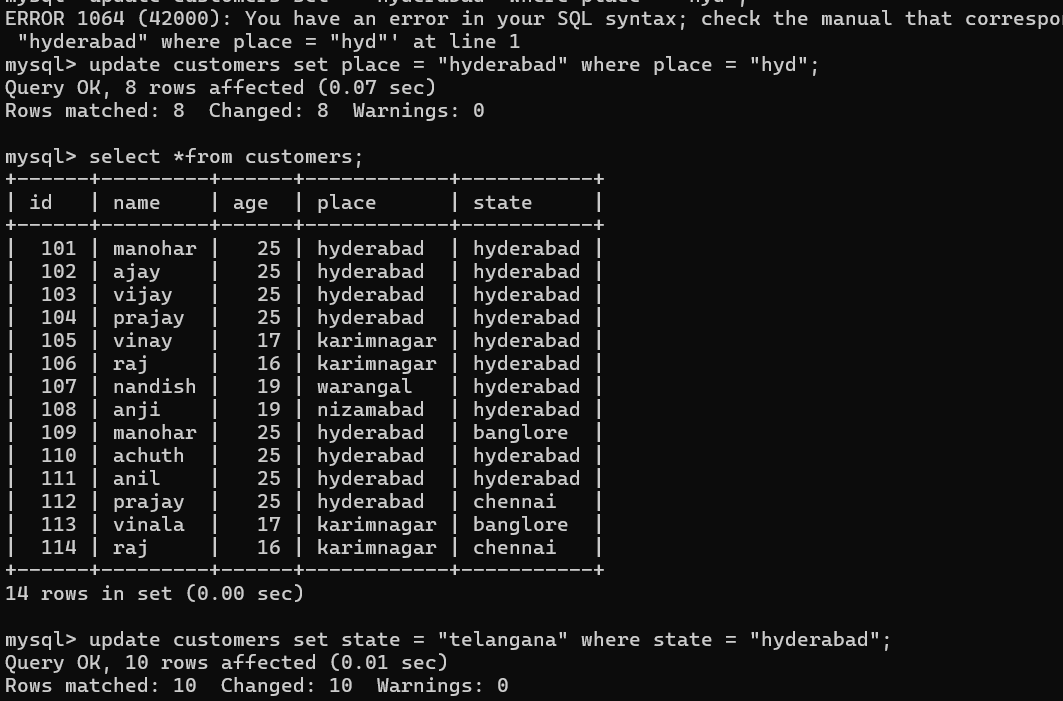 ERROR 1064 (42000): You have an error in your SQL syntax; check the manual that correspo
"hyderabad" where place = "hyd"' at line 1
mysql> update customers set place = "hyderabad" where place = "hyd";
Query OK, 8 rows affected (0.07 sec)
Rows matched: 8  Changed: 8  Warnings: 0
mysql> select *from customers;
+------+---------+------+------------+-----------+
| id   | name    | age  | place      | state     |
+------+---------+------+------------+-----------+
|  101 | manohar |   25 | hyderabad  | hyderabad |
|  102 | ajay    |   25 | hyderabad  | hyderabad |
|  103 | vijay   |   25 | hyderabad  | hyderabad |
|  104 | prajay  |   25 | hyderabad  | hyderabad |
|  105 | vinay   |   17 | karimnagar | hyderabad |
|  106 | raj     |   16 | karimnagar | hyderabad |
|  107 | nandish |   19 | warangal   | hyderabad |
|  108 | anji    |   19 | nizamabad  | hyderabad |
|  109 | manohar |   25 | hyderabad  | banglore  |
|  110 | achuth  |   25 | hyderabad  | hyderabad |
|  111 | anil    |   25 | hyderabad  | hyderabad |
|  112 | prajay  |   25 | hyderabad  | chennai   |
|  113 | vinala  |   17 | karimnagar | banglore  |
|  114 | raj     |   16 | karimnagar | chennai   |
+------+---------+------+------------+-----------+
14 rows in set (0.00 sec)
mysql> update customers set state = "telangana" where state = "hyderabad";
Query OK, 10 rows affected (0.01 sec)
Rows matched: 10  Changed: 10  Warnings: 0